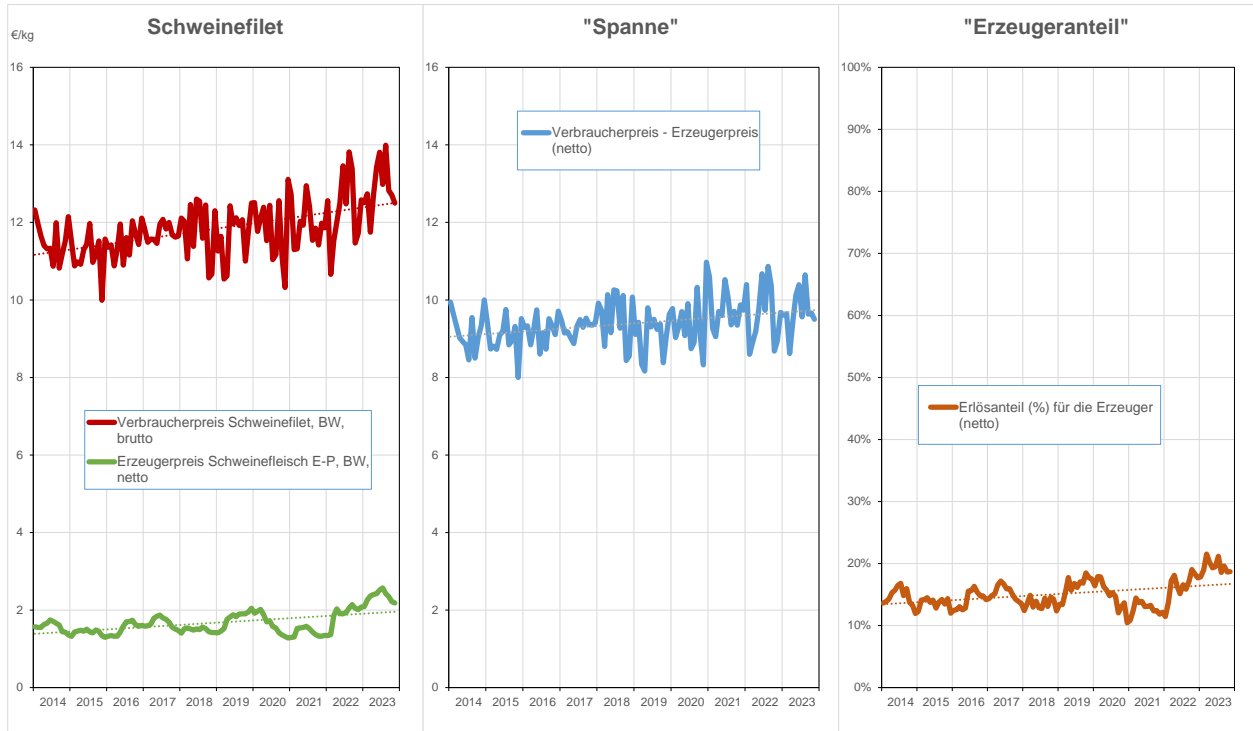 Schweinefilet
€/kg
16
14
12
10
8
6
4
2
0
Verbraucherpreis Schweinefilet, BW,
brutto
Erzeugerpreis Schweinefleisch E-P, BW,
netto
2014 2015 2016 2017 2018 2019 2020 2021 2022 2023
"Spanne"
16
14
12
10
8
6
4
2
0
Verbraucherpreis - Erzeugerpreis
(netto)
2014 2015 2016 2017 2018 2019 2020 2021 2022 2023
"Erzeugeranteil"
100%
90%
80%
70%
60%
50%
40%
30%
20%
10%
0%
Erlösanteil (%) für die Erzeuger
(netto)
2014 2015 2016 2017 2018 2019 2020 2021 2022 2023